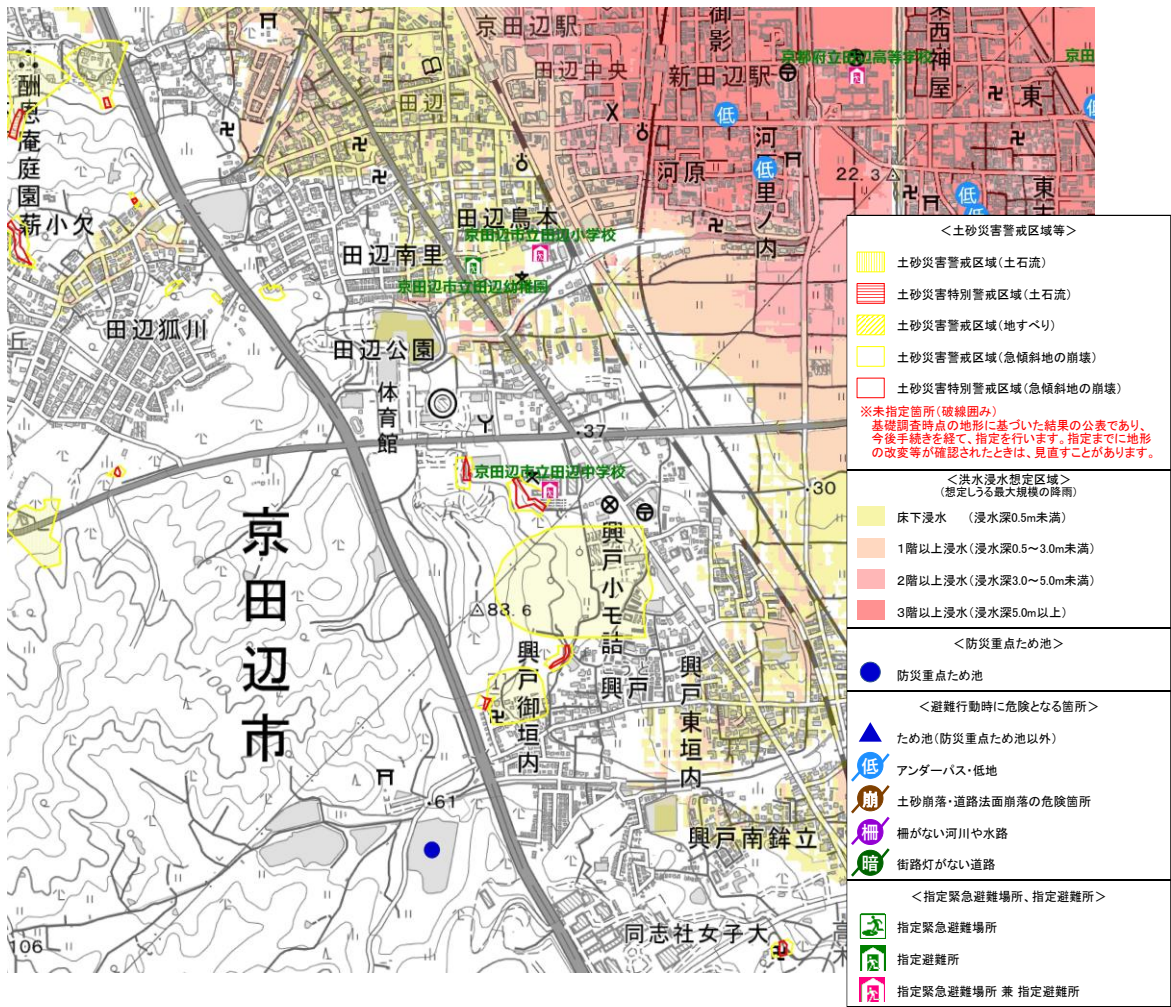 京田辺駅
御影
東西神屋
京都府立田辺高等学校
京田
田辺中央
新田辺駅
田辺
東
酬恩庵庭園
低
低
低
低
低
河原
里ノ内
22.3
東
薪小欠
田辺鳥本
京田辺市立田辺小学校
田辺南里
京田辺市立田辺幼稚園
田辺狐川
丘
田辺公園
体育館
37
京田辺市立田辺中学校
30
京田辺市
興戸小モ詰
83.6
興戸
興戸御垣内
興戸東垣内
100
61
興戸南鉾立
同志社女子大
106
<土砂災害警戒区域等>
土砂災害警戒区域(土石流)
土砂災害特別警戒区域(土石流)
土砂災害警戒区域(地すべり)
土砂災害警戒区域(急傾斜地の崩壊)
土砂災害特別警戒区域(急傾斜地の崩壊)
※未指定箇所(破線囲み)
基礎調査時点の地形に基づいた結果の公表であり、
今後手続きを経て、指定を行います。指定までに地形
の改変等が確認されたときは、見直すことがあります。
<洪水浸水想定区域>
(想定しうる最大規模の降雨)
床下浸水 (浸水深0.5m未満)
1階以上浸水(浸水深0.5~3.0m未満)
2階以上浸水(浸水深3.0~5.0m未満)
3階以上浸水(浸水深5.0m以上)
<防災重点ため池>
防災重点ため池
<避難行動時に危険となる箇所>
ため池(防災重点ため池以外)
低 アンダーパス・低地
崩 土砂崩落・道路法面崩落の危険箇所
柵 柵がない河川や水路
暗 街路灯がない道路
<指定緊急避難場所、指定避難所>
指定緊急避難場所
指定避難所
指定緊急避難場所 兼 指定避難所